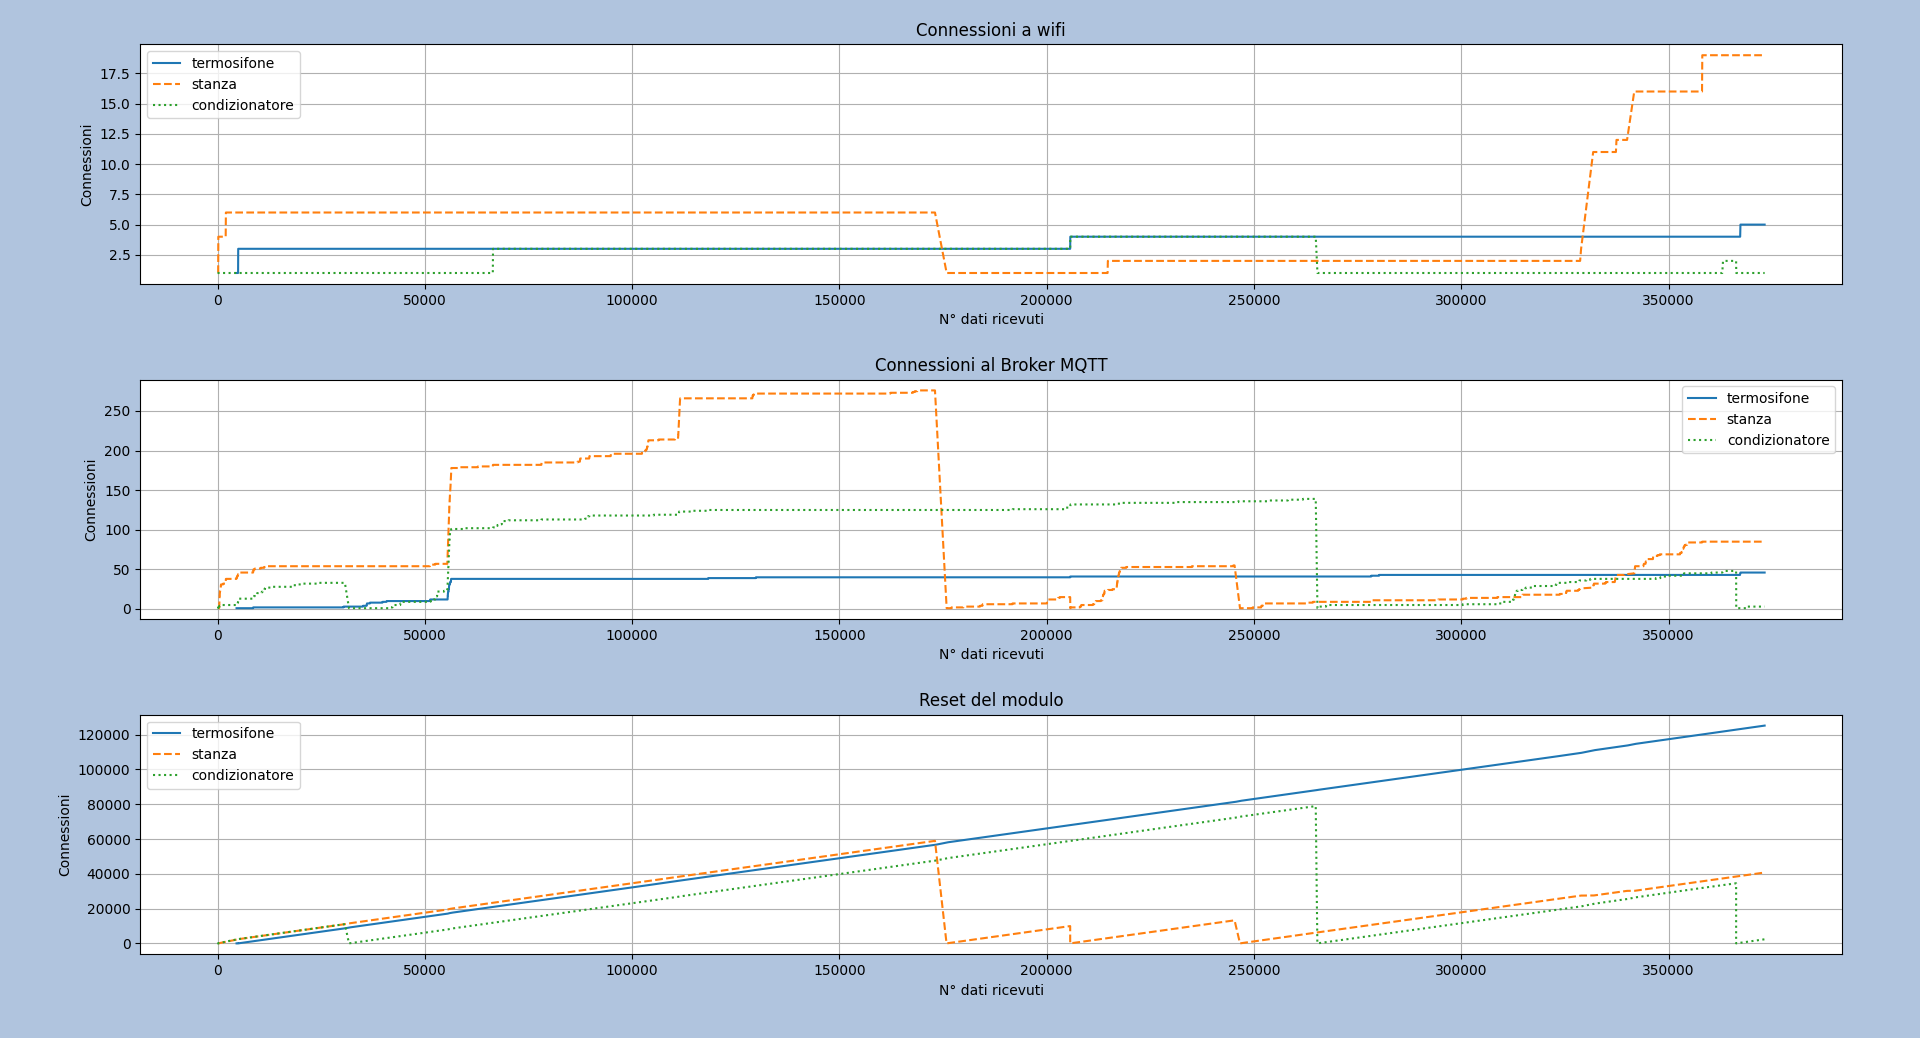 Connessioni a wifi
termosifone
stanza
condizionatore
17.5
15.0
12.5
10.0
7.5
5.0
2.5
Connessioni
0 50000 100000 150000 200000 250000 300000 350000
N° dati ricevuti
Connessioni al Broker MQTT
termosifone
stanza
condizionatore
250
200
150
100
50
0
Connessioni
0 50000 100000 150000 200000 250000 300000 350000
N° dati ricevuti
Reset del modulo
termosifone
stanza
condizionatore
120000
100000
80000
60000
40000
20000
0
Connessioni
0 50000 100000 150000 200000 250000 300000 350000
N° dati ricevuti